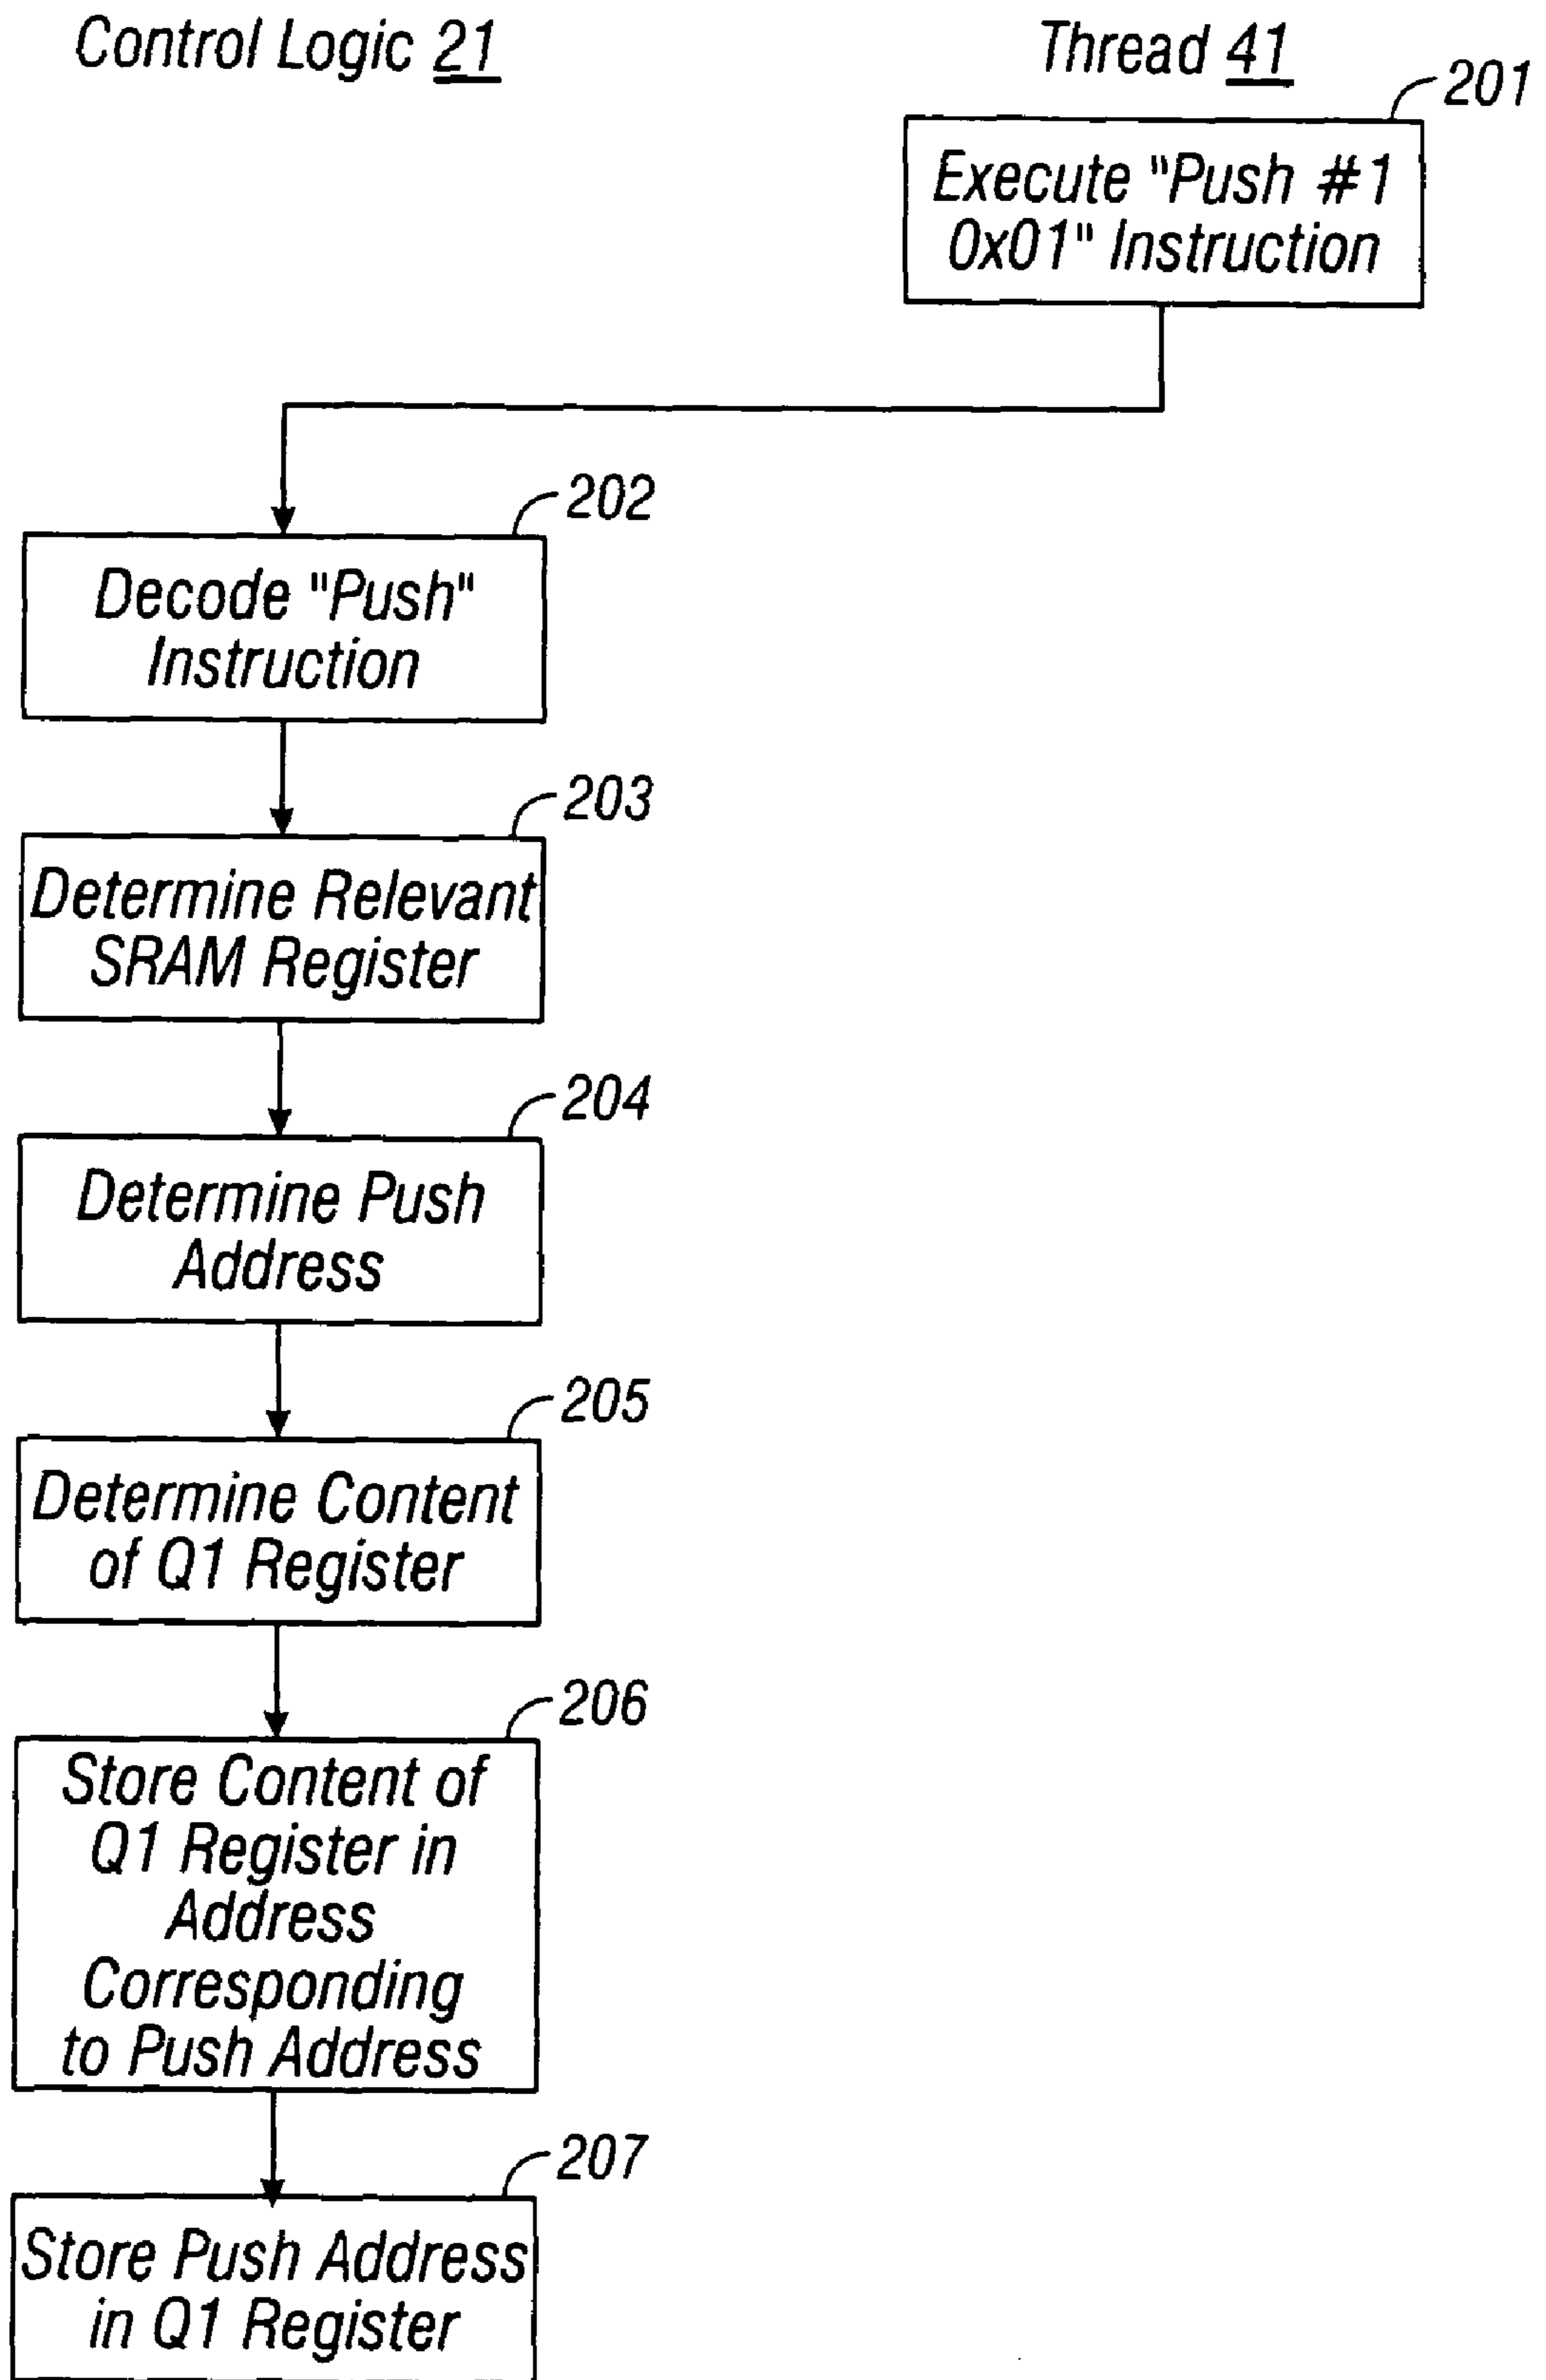 Control Logic 21
Thread 41
201
Execute "Push #1
0x01" Instruction
202
Decode "Push"
Instruction
203
Determine Relevant
SRAM Register
204
Determine Push
Address
205
Determine Content
of Q1 Register
206
Store Content of
Q1 Register in
Address
Corresponding
to Push Address
207
Store Push Address
in Q1 Register